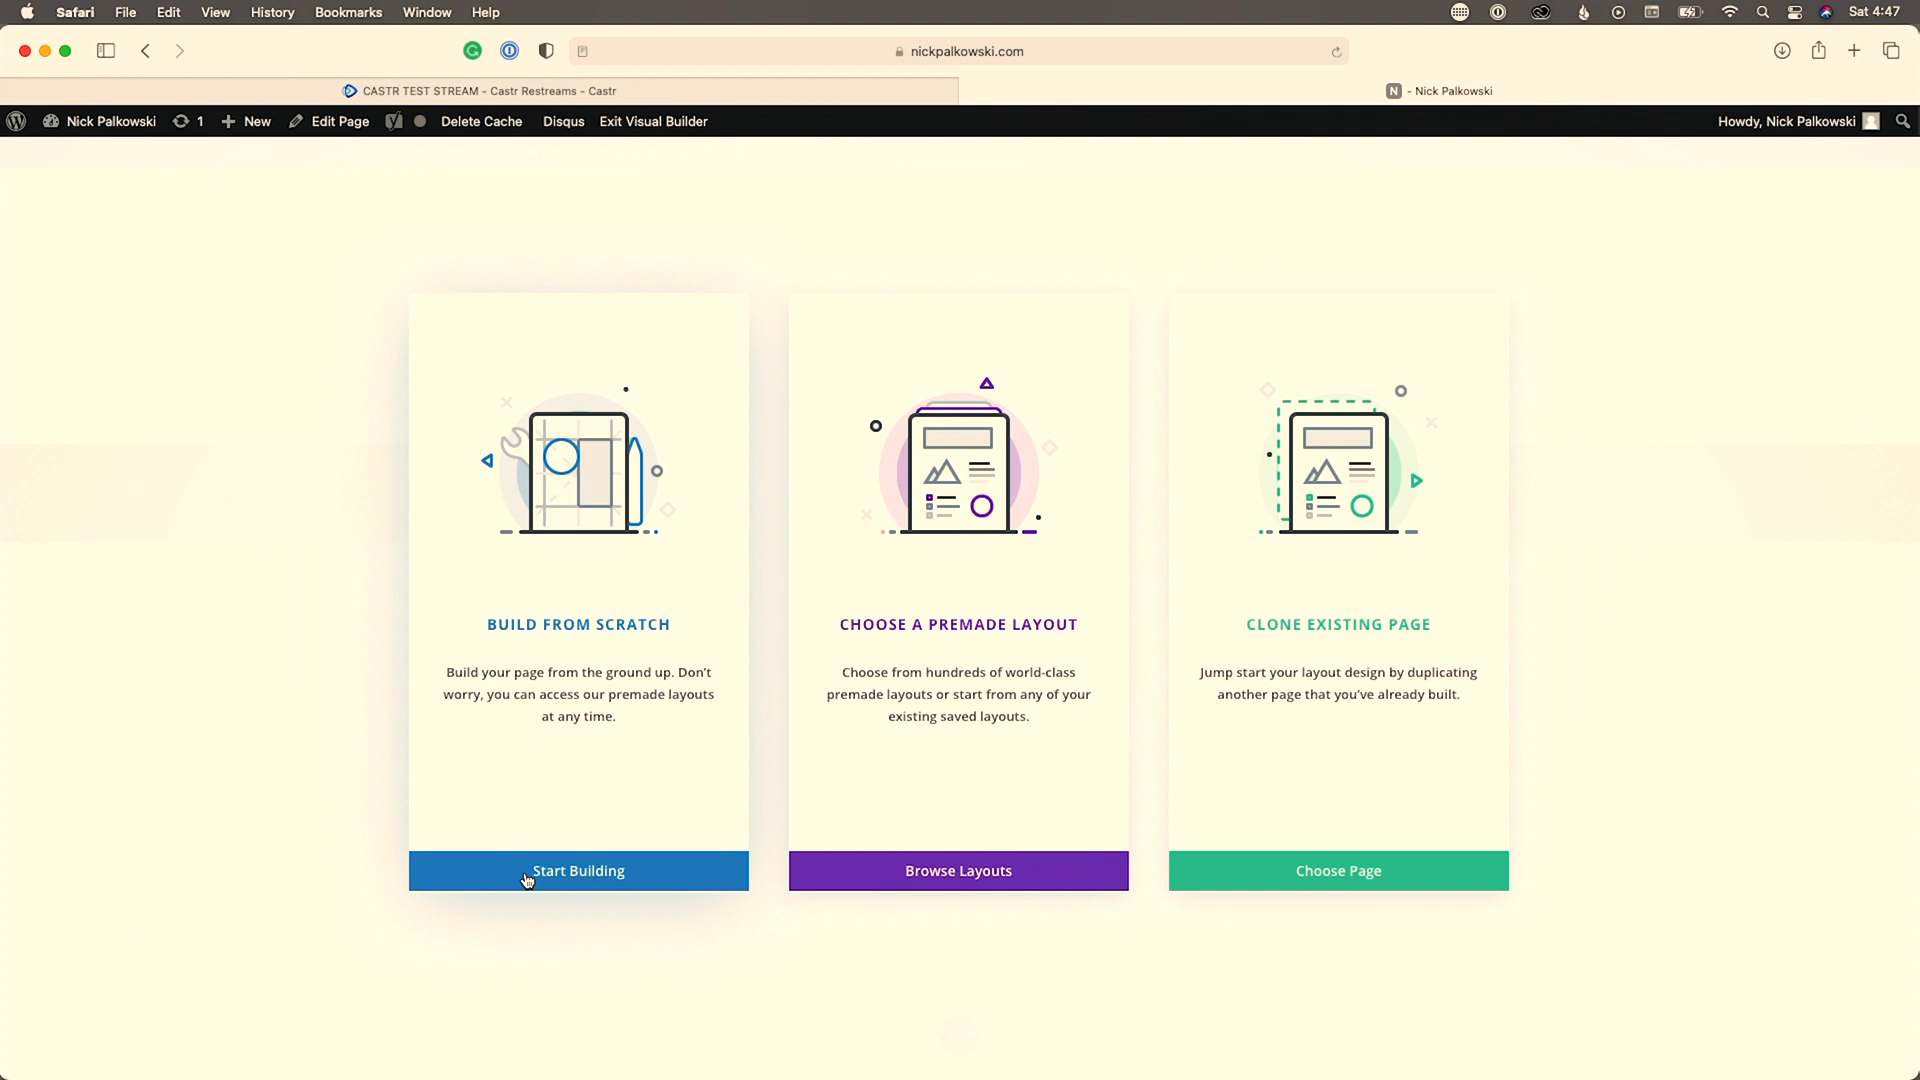 Safari File Edit View History Bookmarks Window Help Sat 4:47
nickpalkowski.com
CASTR TEST STREAM - Castr Restreams - Castr
N - Nick Palkowski
Nick Palkowski 1 New Edit Page Delete Cache Disqus Exit Visual Builder Howdy, Nick Palkowski
BUILD FROM SCRATCH
Build your page from the ground up. Don't
worry, you can access our premade layouts
at any time.
Start Building
CHOOSE A PREMADE LAYOUT
Choose from hundreds of world-class
premade layouts or start from any of your
existing saved layouts.
Browse Layouts
CLONE EXISTING PAGE
Jump start your layout design by duplicating
another page that you've already built.
Choose Page